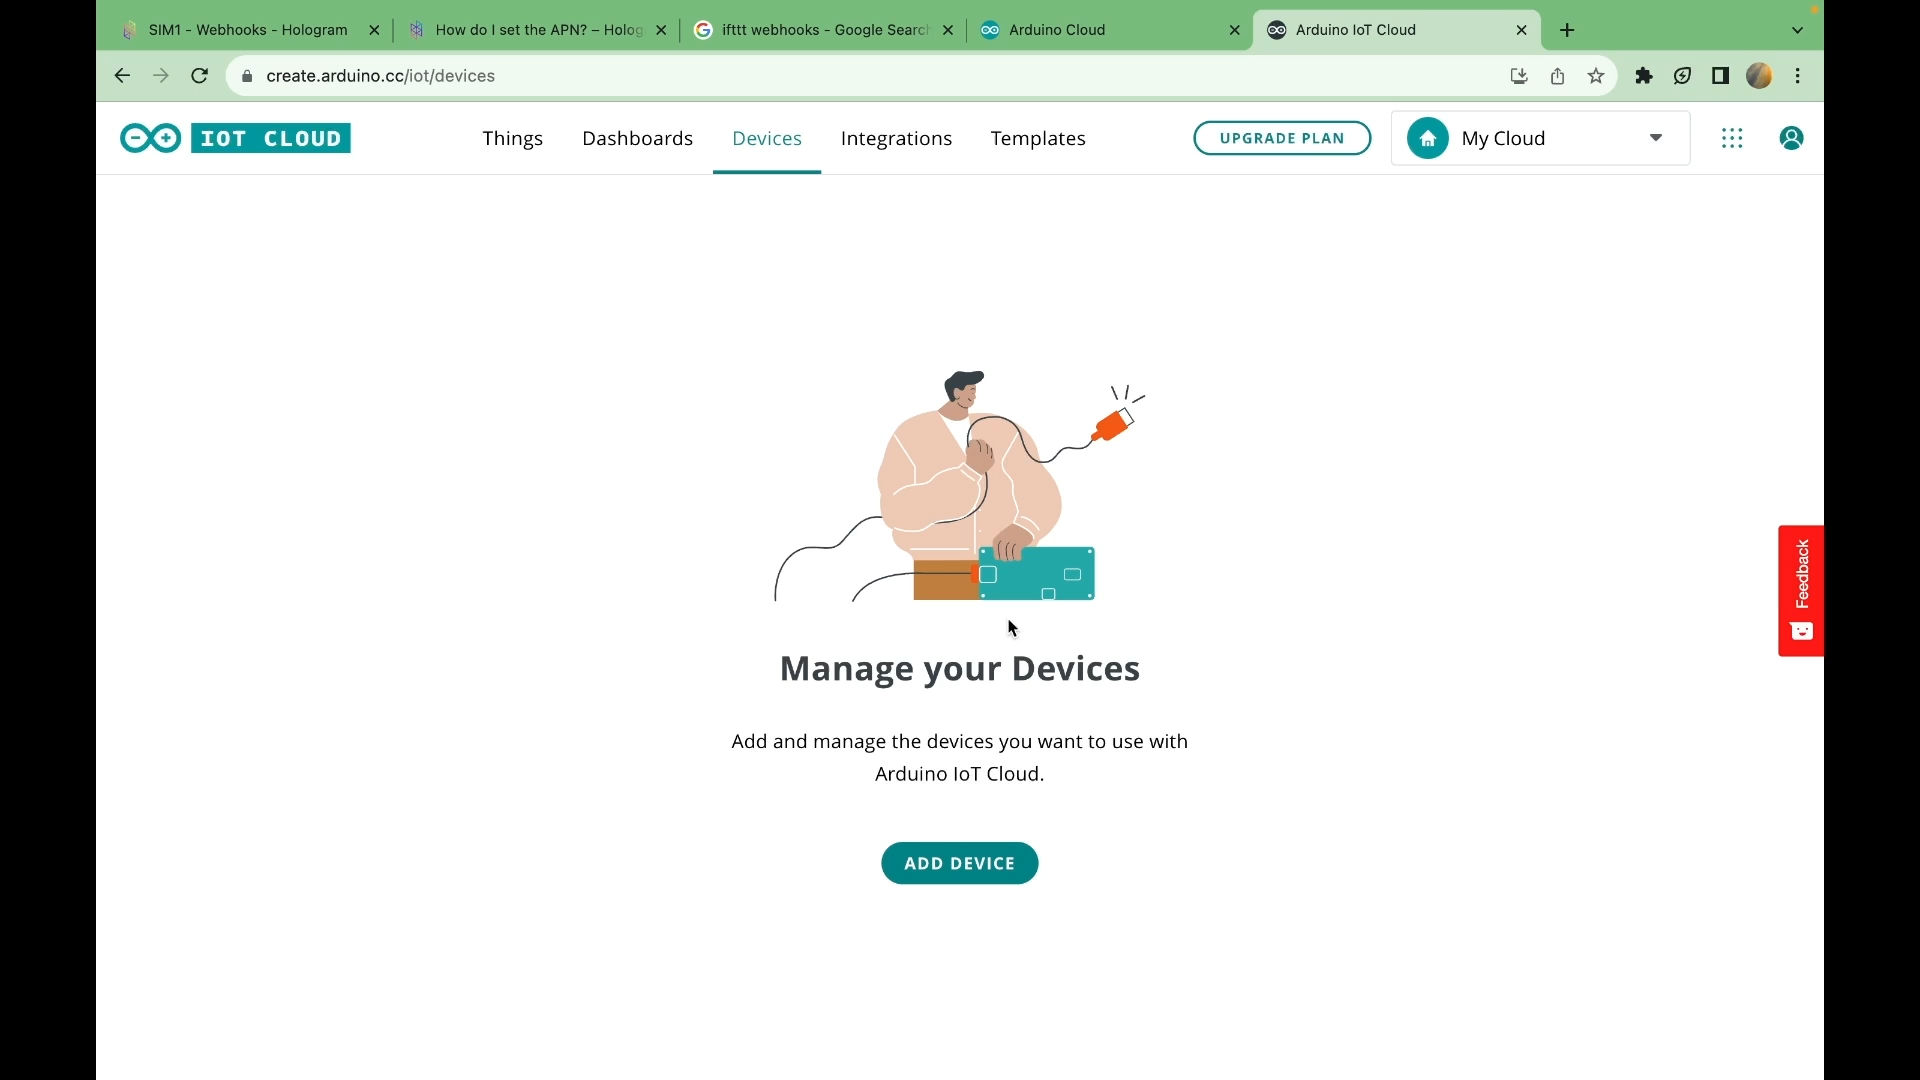 SIM1 - Webhooks - Hologram
How do I set the APN? – Holog
ifttt webhooks - Google Search
Arduino Cloud
Arduino IoT Cloud
create.arduino.cc/iot/devices
IOT CLOUD
Things
Dashboards
Devices
Integrations
Templates
UPGRADE PLAN
My Cloud
Feedback
Manage your Devices
Add and manage the devices you want to use with
Arduino IoT Cloud.
ADD DEVICE